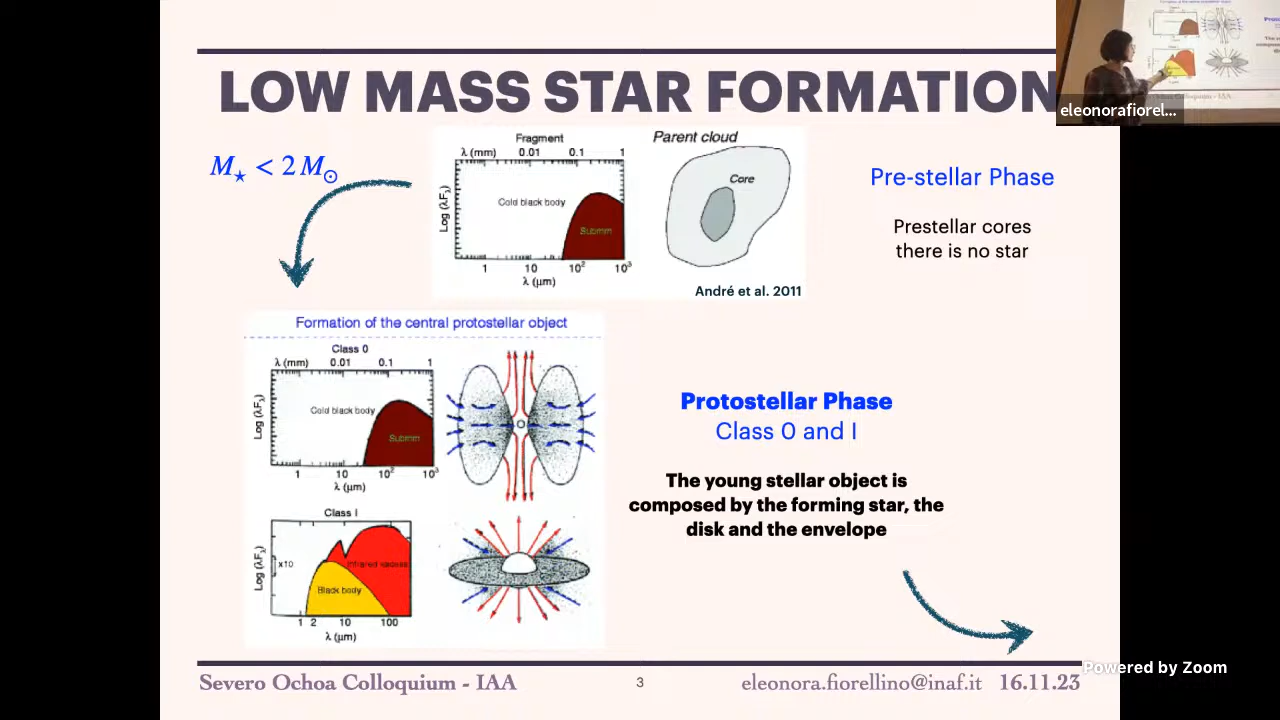 LOW MASS STAR FORMATION
eleonorafiorel...
M★ < 2 M⊙
Fragment
λ (mm) 0.01 0.1 1
Log (λFλ)
Cold black body
Submm
1 10 10² 10³
λ (μm)
Parent cloud
Core
André et al. 2011
Pre-stellar Phase
Prestellar cores
there is no star
Formation of the central protostellar object
Class 0
λ (mm) 0.01 0.1 1
Log (λFλ)
Cold black body
Submm
1 10 10² 10³
λ (μm)
Class I
Log (λFλ)
x10
Infrared excess
Black body
1 2 10 100
λ (μm)
Protostellar Phase
Class 0 and I
The young stellar object is
composed by the forming star, the
disk and the envelope
Powered by Zoom
Severo Ochoa Colloquium - IAA
3
eleonora.fiorellino@inaf.it 16.11.23